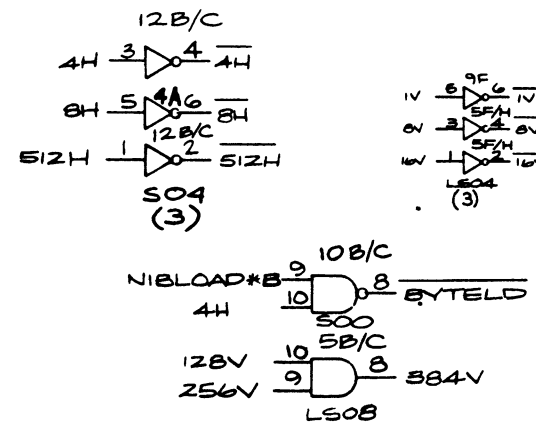 12B/C
4H 3 4 4H
4A
8H 5 6 8H
12B/C
512H 1 2 512H
S04
(3)
9F
1V 5 6 1V
5F/H
8V 3 4 8V
5F/H
16V 1 2 16V
LS04
(3)
10B/C
NIBLOAD*B 9 8 BYTELD
4H 10
S00
5B/C
128V 10 8 384V
256V 9
LS08